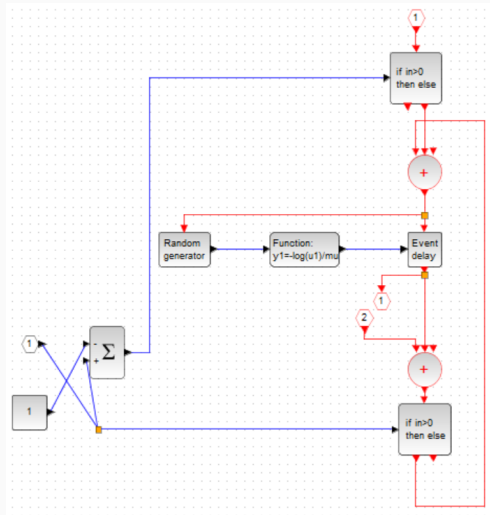 1
if in>0
then else
+
Random
generator
Function:
y1=-log(u1)/mu
Event
delay
1
2
1
-
+
Σ
+
1
if in>0
then else